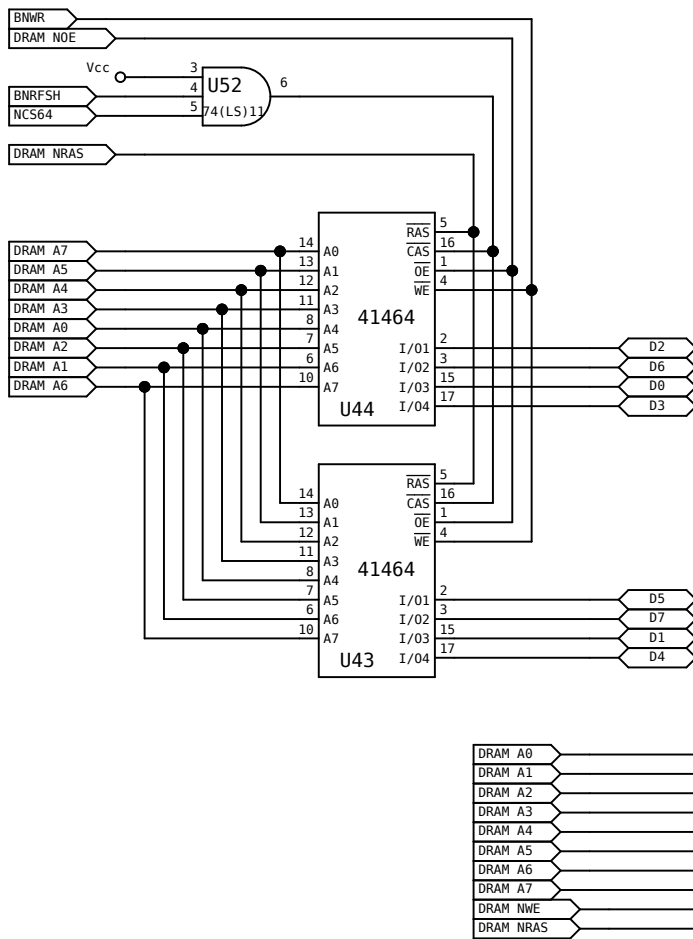 BNWR
DRAM NOE
Vcc
3
U52
6
BNRFSH
4
NCS64
5
74(LS)11
DRAM NRAS
5
RAS
DRAM A7
14
A0
16
CAS
DRAM A5
13
A1
1
OE
DRAM A4
12
A2
4
WE
DRAM A3
11
A3
41464
DRAM A0
8
A4
DRAM A2
7
A5
I/O1
2
D2
DRAM A1
6
A6
I/O2
3
D6
DRAM A6
10
A7
I/O3
15
D0
U44
I/O4
17
D3
5
RAS
14
A0
16
CAS
13
A1
1
OE
12
A2
4
WE
11
A3
41464
8
A4
7
A5
I/O1
2
D5
6
A6
I/O2
3
D7
10
A7
I/O3
15
D1
U43
I/O4
17
D4
DRAM A0
DRAM A1
DRAM A2
DRAM A3
DRAM A4
DRAM A5
DRAM A6
DRAM A7
DRAM NWE
DRAM NRAS